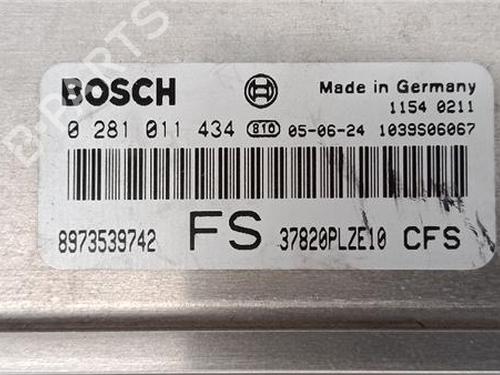 BOSCH Made in Germany
1154 0211
0 281 011 434 810 05-06-24 1039S06067
8973539742 FS 37820PLZE10 CFS